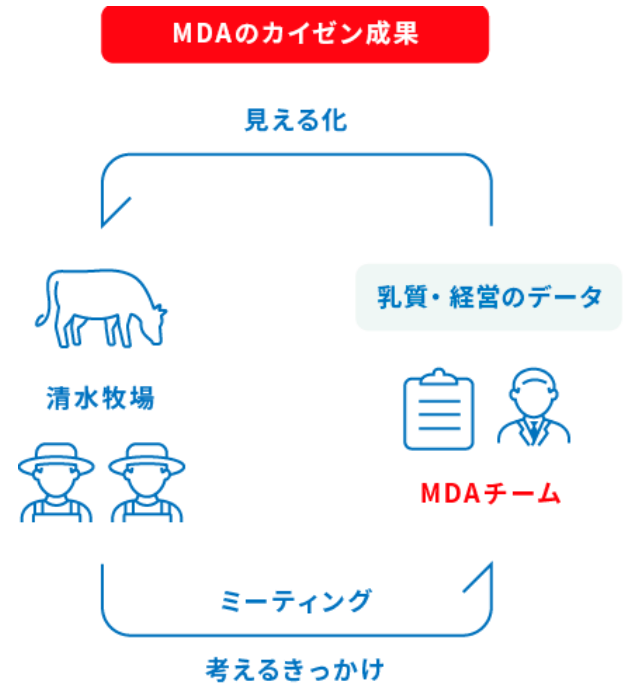 MDAのカイゼン成果
見える化
乳質・経営のデータ
清水牧場
MDAチーム
ミーティング
考えるきっかけ